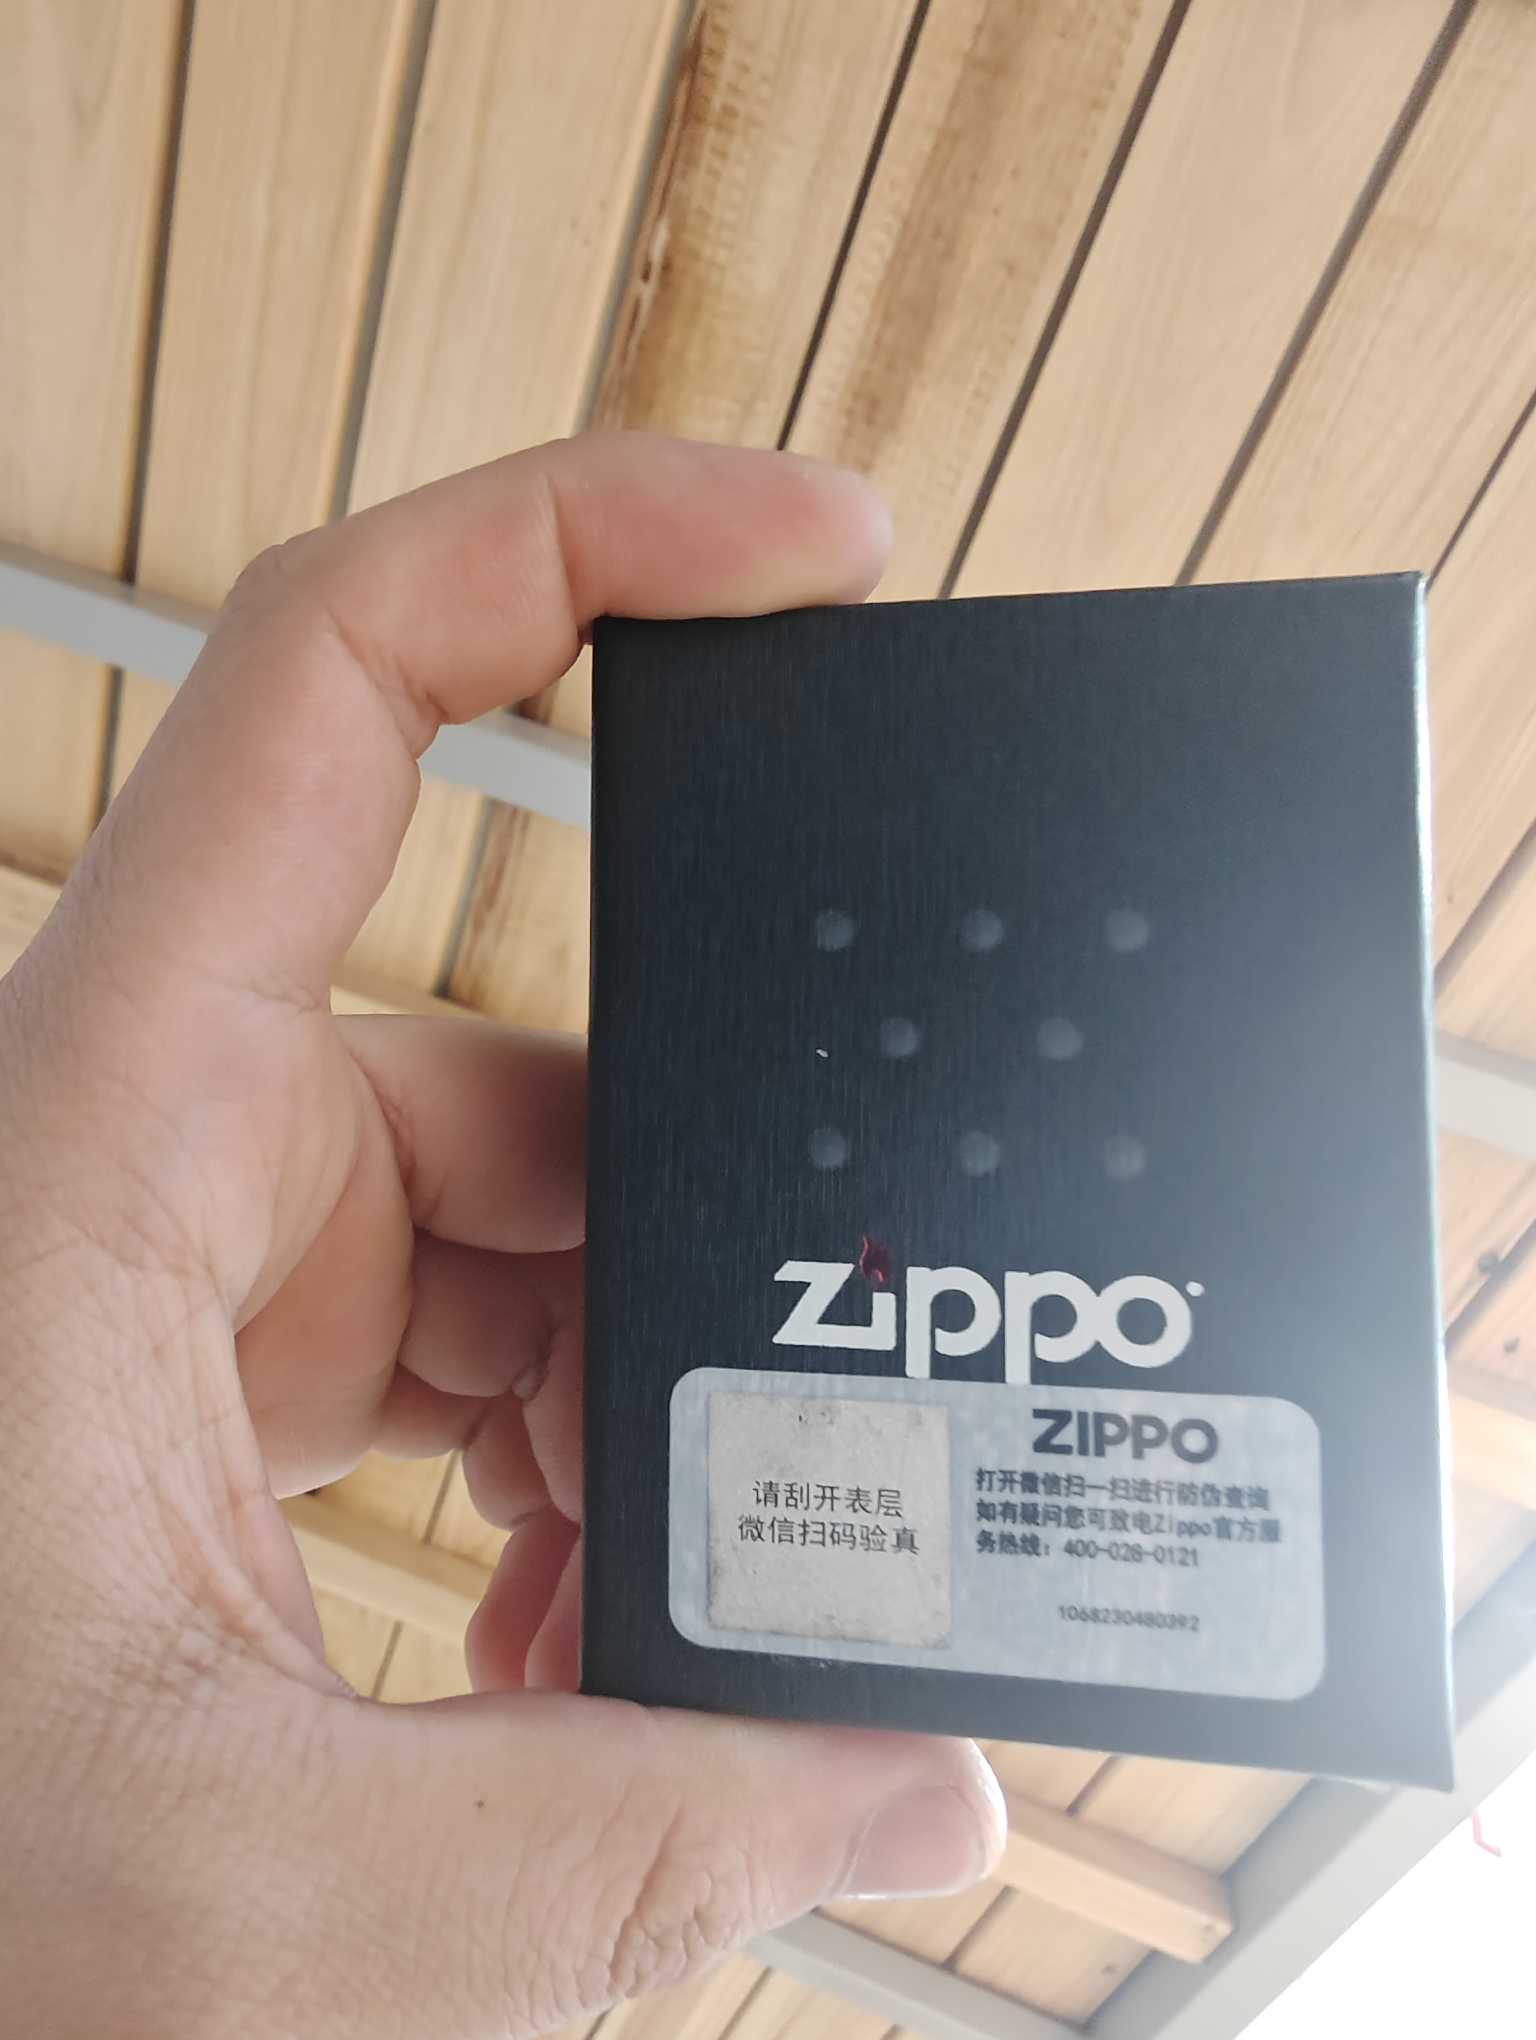 zippo
请刮开表层
微信扫码验真
ZIPPO
打开微信扫一扫进行防伪查询
如有疑问您可致电Zippo官方服
务热线：400-028-0121
1068230480392